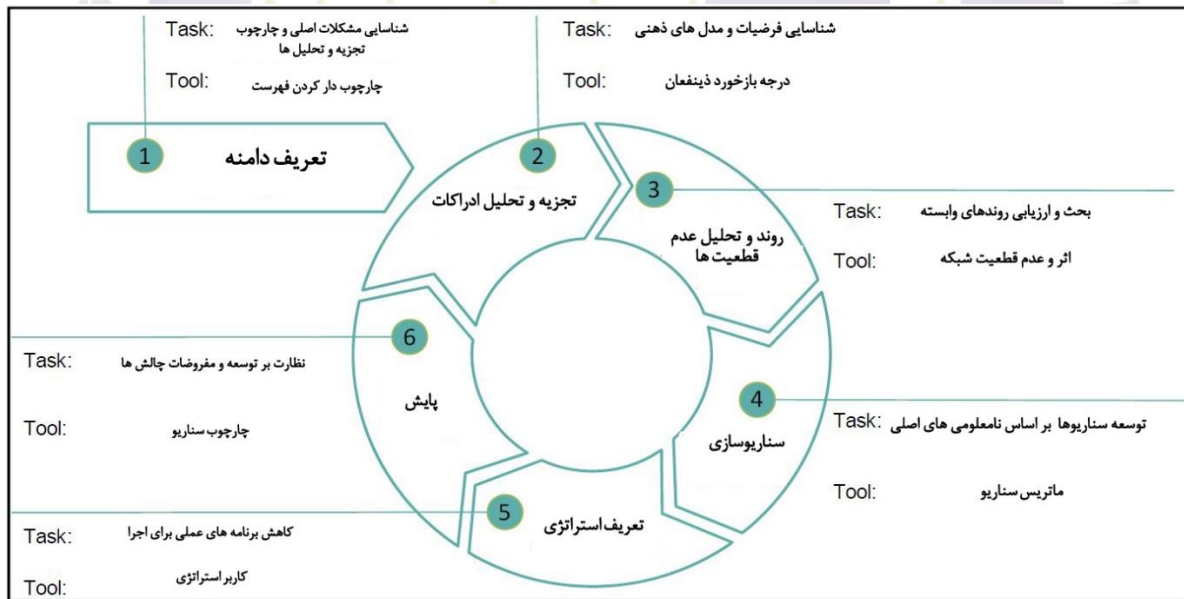 Task: شناسایی مشکلات اصلی و چارچوب
تجزیه و تحلیل ها
Tool: چارچوب دار کردن فهرست
1 تعریف دامنه
Task: شناسایی فرضیات و مدل های ذهنی
Tool: درجه بازخورد ذینفعان
2
تجزیه و تحلیل ادراکات
3
روند و تحلیل عدم
قطعیت ها
Task: بحث و ارزیابی روندهای وابسته
Tool: اثر و عدم قطعیت شبکه
4
سناریوسازی
Task: توسعه سناریوها بر اساس نامعلومی های اصلی
Tool: ماتریس سناریو
5
تعریف استراتژی
Task: کاهش برنامه های عملی برای اجرا
Tool: کاربر استراتژی
6
پایش
Task: نظارت بر توسعه و مفروضات چالش ها
Tool: چارچوب سناریو